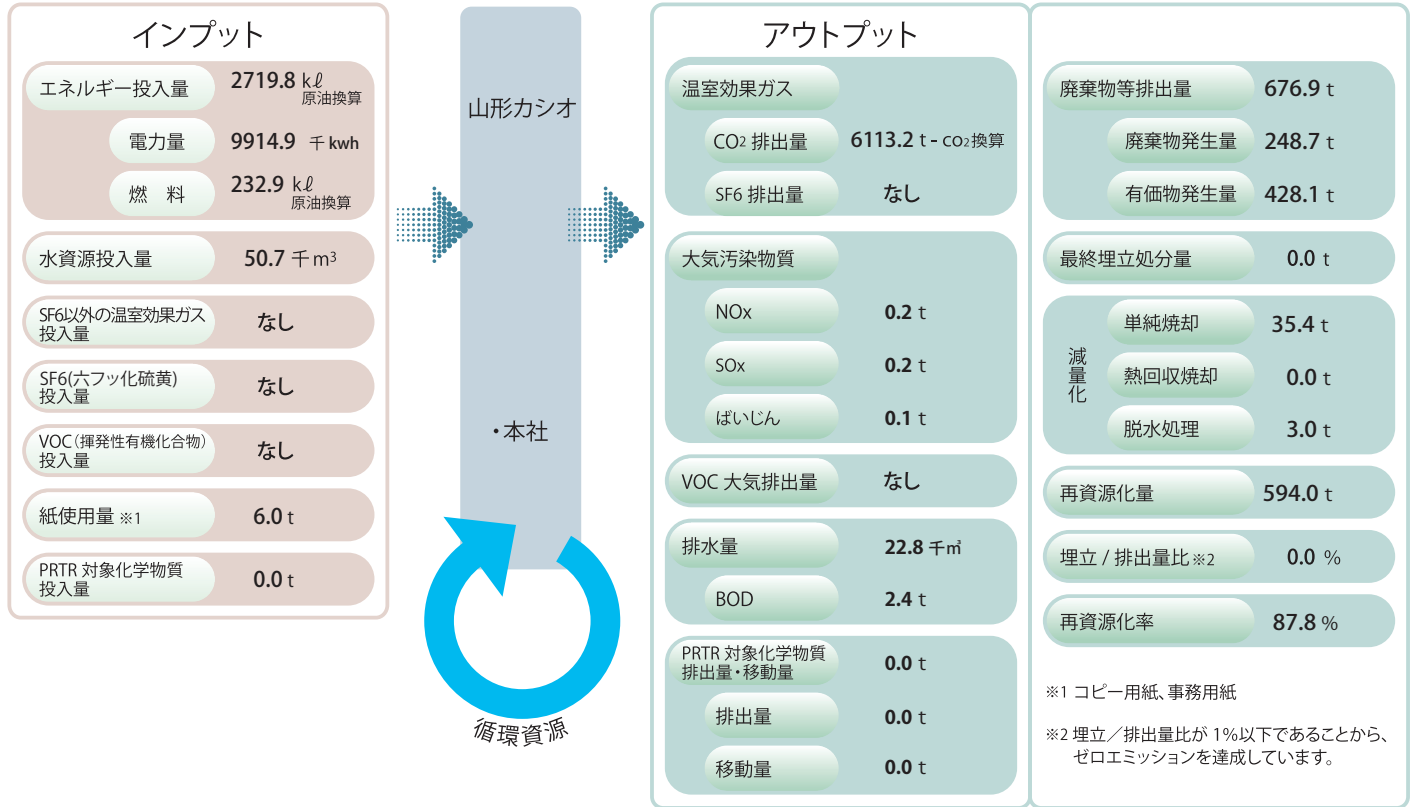 インプット
エネルギー投入量 2719.8 kℓ
原油換算
電力量 9914.9 千 kwh
燃 料 232.9 kℓ
原油換算
水資源投入量 50.7 千m³
SF6以外の温室効果ガス
投入量 なし
SF6(六フッ化硫黄)
投入量 なし
VOC(揮発性有機化合物)
投入量 なし
紙使用量 ※1 6.0 t
PRTR 対象化学物質
投入量 0.0 t
山形カシオ
・本社
循環資源
アウトプット
温室効果ガス
CO2 排出量 6113.2 t - CO2換算
SF6 排出量 なし
大気汚染物質
NOx 0.2 t
SOx 0.2 t
ばいじん 0.1 t
VOC 大気排出量 なし
排水量 22.8 千㎥
BOD 2.4 t
PRTR 対象化学物質
排出量・移動量 0.0 t
排出量 0.0 t
移動量 0.0 t
廃棄物等排出量 676.9 t
廃棄物発生量 248.7 t
有価物発生量 428.1 t
最終埋立処分量 0.0 t
減量化
単純焼却 35.4 t
熱回収焼却 0.0 t
脱水処理 3.0 t
再資源化量 594.0 t
埋立 / 排出量比 ※2 0.0 %
再資源化率 87.8 %
※1 コピー用紙、事務用紙
※2 埋立／排出量比が 1％以下であることから、
ゼロエミッションを達成しています。